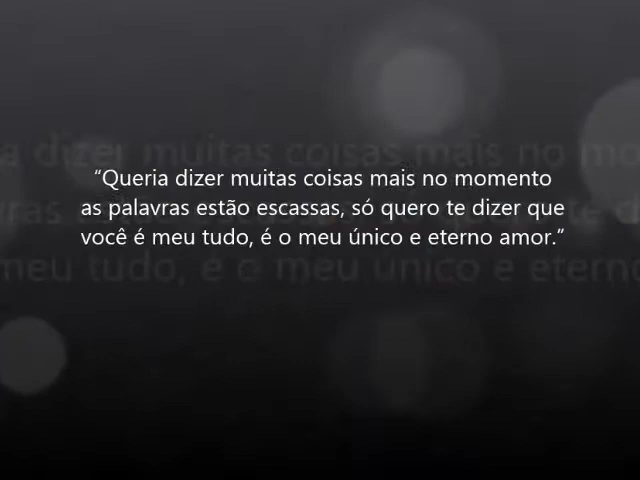 “Queria dizer muitas coisas mais no momento
as palavras estão escassas, só quero te dizer que
você é meu tudo, é o meu único e eterno amor.”